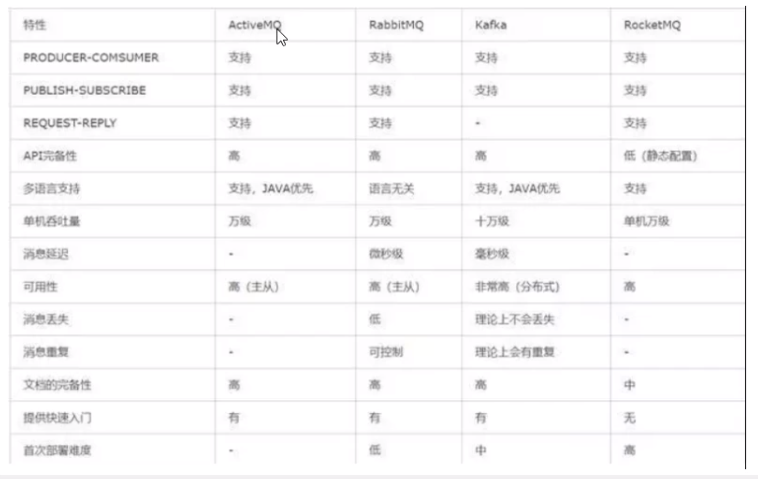 特性 ActiveMQ RabbitMQ Kafka RocketMQ
PRODUCER-COMSUMER 支持 支持 支持 支持
PUBLISH-SUBSCRIBE 支持 支持 支持 支持
REQUEST-REPLY 支持 支持 - 支持
API完备性 高 高 高 低（静态配置）
多语言支持 支持，JAVA优先 语言无关 支持，JAVA优先 支持
单机吞吐量 万级 万级 十万级 单机万级
消息延迟 - 微秒级 毫秒级 -
可用性 高（主从） 高（主从） 非常高（分布式） 高
消息丢失 - 低 理论上不会丢失 -
消息重复 - 可控制 理论上会有重复 -
文档的完备性 高 高 高 中
提供快速入门 有 有 有 无
首次部署难度 - 低 中 高